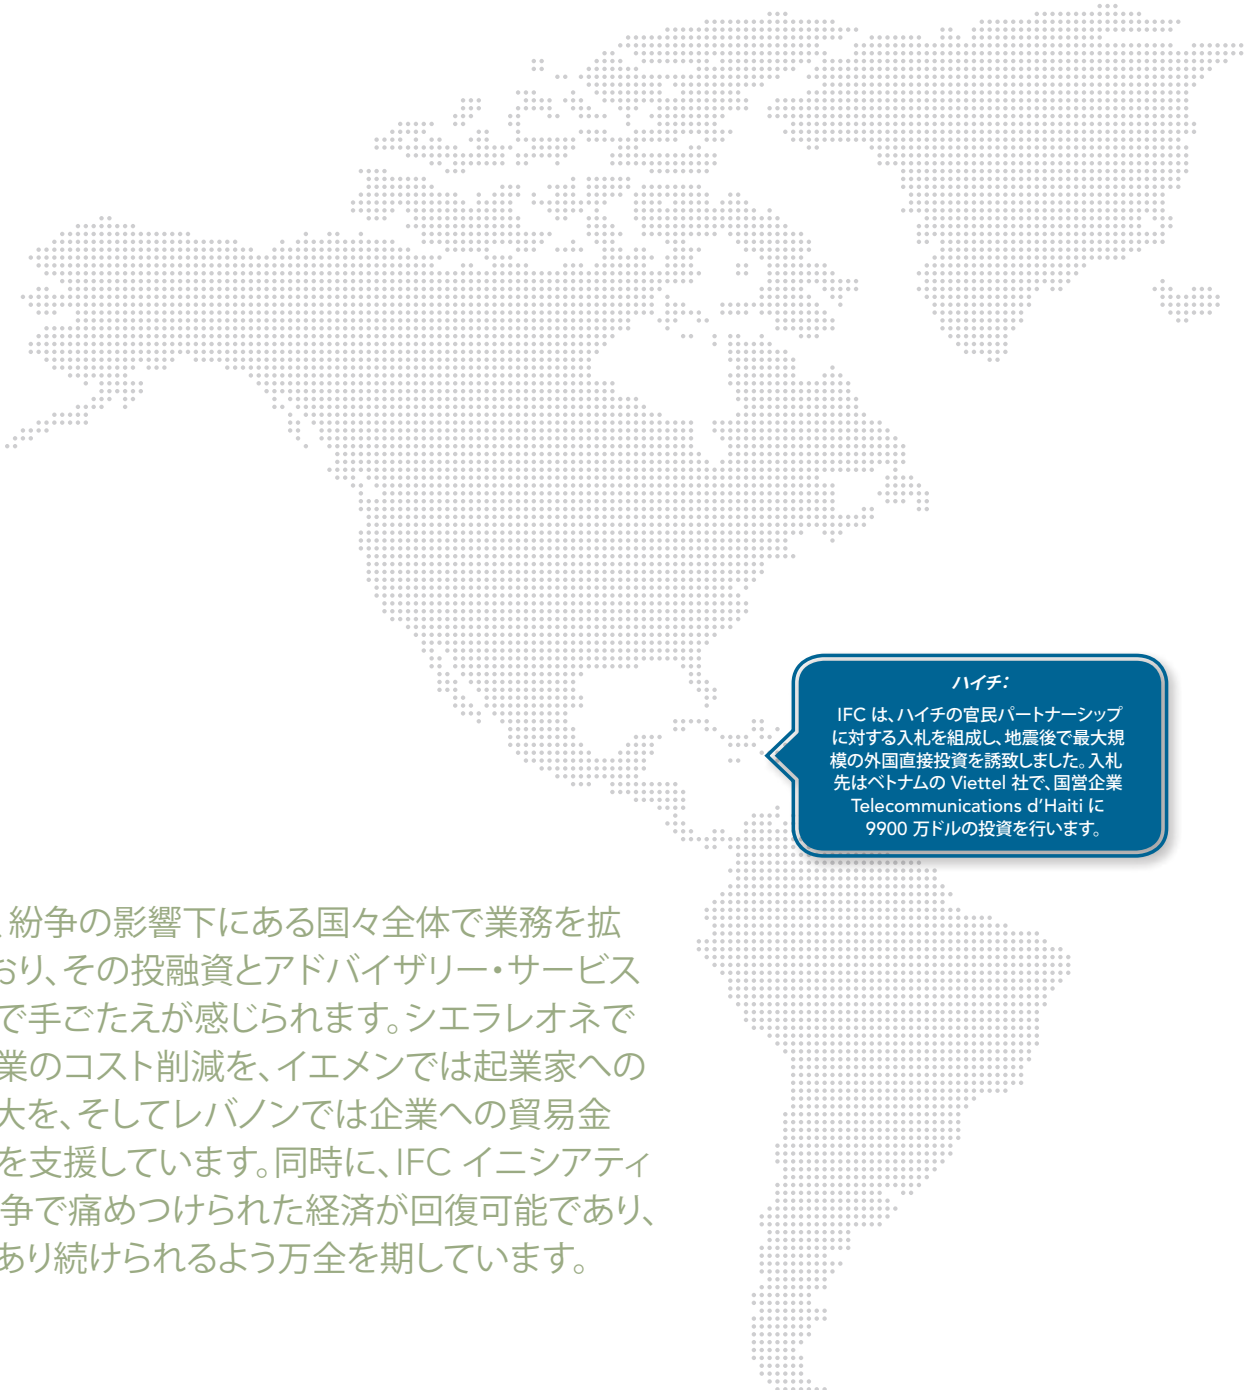 ハイチ：
IFC は、ハイチの官民パートナーシップ
に対する入札を組成し、地震後で最大規
模の外国直接投資を誘致しました。入札
先はベトナムの Viettel 社で、国営企業
Telecommunications d’Haiti に
9900 万ドルの投資を行います。
、紛争の影響下にある国々全体で業務を拡
おり、その投融資とアドバイザリー・サービス
で手ごたえが感じられます。シエラレオネで
業のコスト削減を、イエメンでは起業家への
大を、そしてレバノンでは企業への貿易金
を支援しています。同時に、IFC イニシアティ
争で痛めつけられた経済が回復可能であり、
あり続けられるよう万全を期しています。